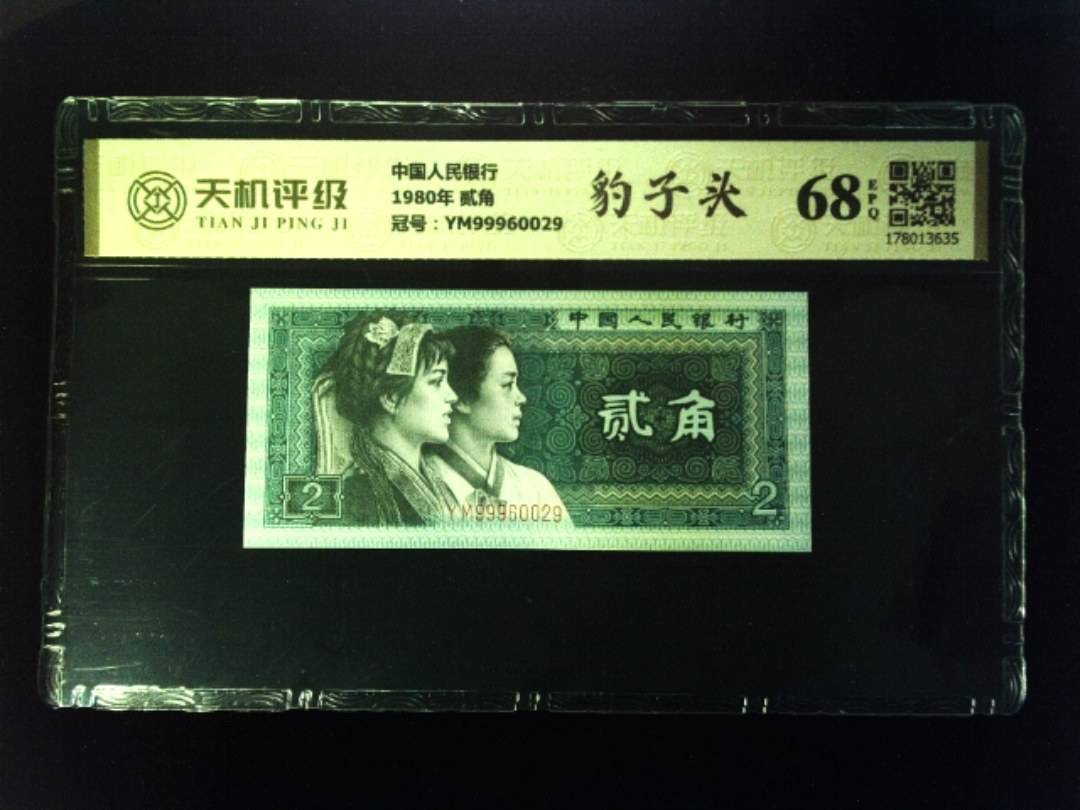 天机评级
TIAN JI PING JI
中国人民银行
1980年 贰角
冠号：YM99960029
豹子头
68
EPQ
178013635
中国人民银行
贰角
2
YM99960029
2